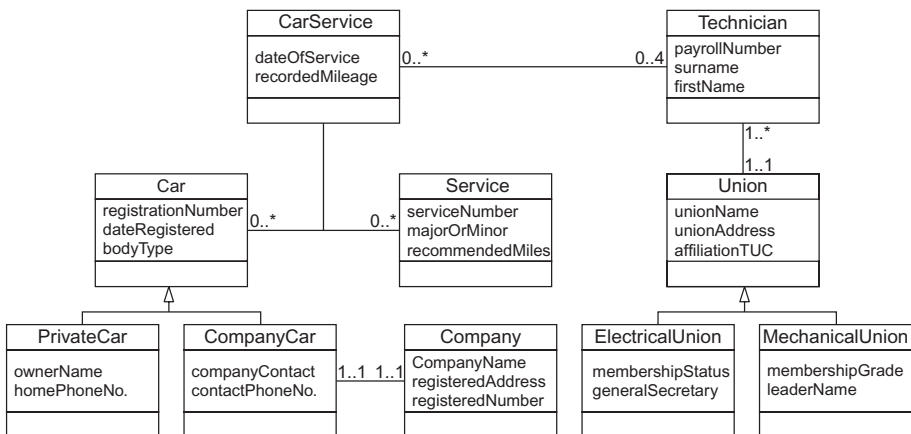 CarService
dateOfService
recordedMileage
0..*
0..4
Technician
payrollNumber
surname
firstName
1..*
1..1
Car
registrationNumber
dateRegistered
bodyType
0..*
0..*
Service
serviceNumber
majorOrMinor
recommendedMiles
Union
unionName
unionAddress
affiliationTUC
PrivateCar
ownerName
homePhoneNo.
CompanyCar
companyContact
contactPhoneNo.
1..1 1..1
Company
CompanyName
registeredAddress
registeredNumber
ElectricalUnion
membershipStatus
generalSecretary
MechanicalUnion
membershipGrade
leaderName